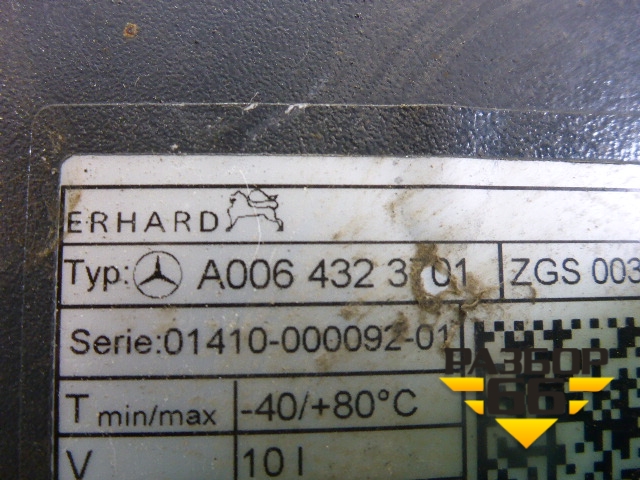 ERHARD
Typ: A006 432 3701 ZGS 003
Serie:01410-000092-01
T min/max -40/+80°C
V 10 l
РАЗБОР
66